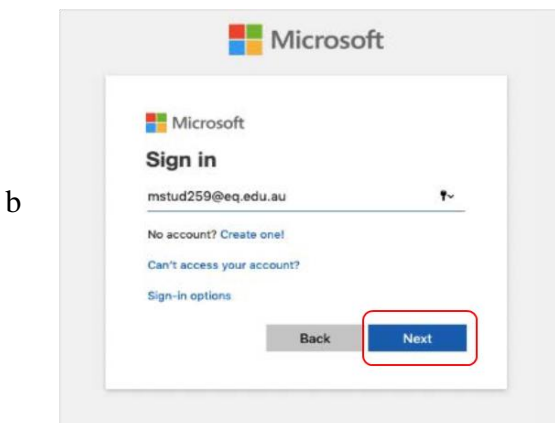 Microsoft
Microsoft
Sign in
b
mstud259@eq.edu.au
No account? Create one!
Can't access your account?
Sign-in options
Back Next